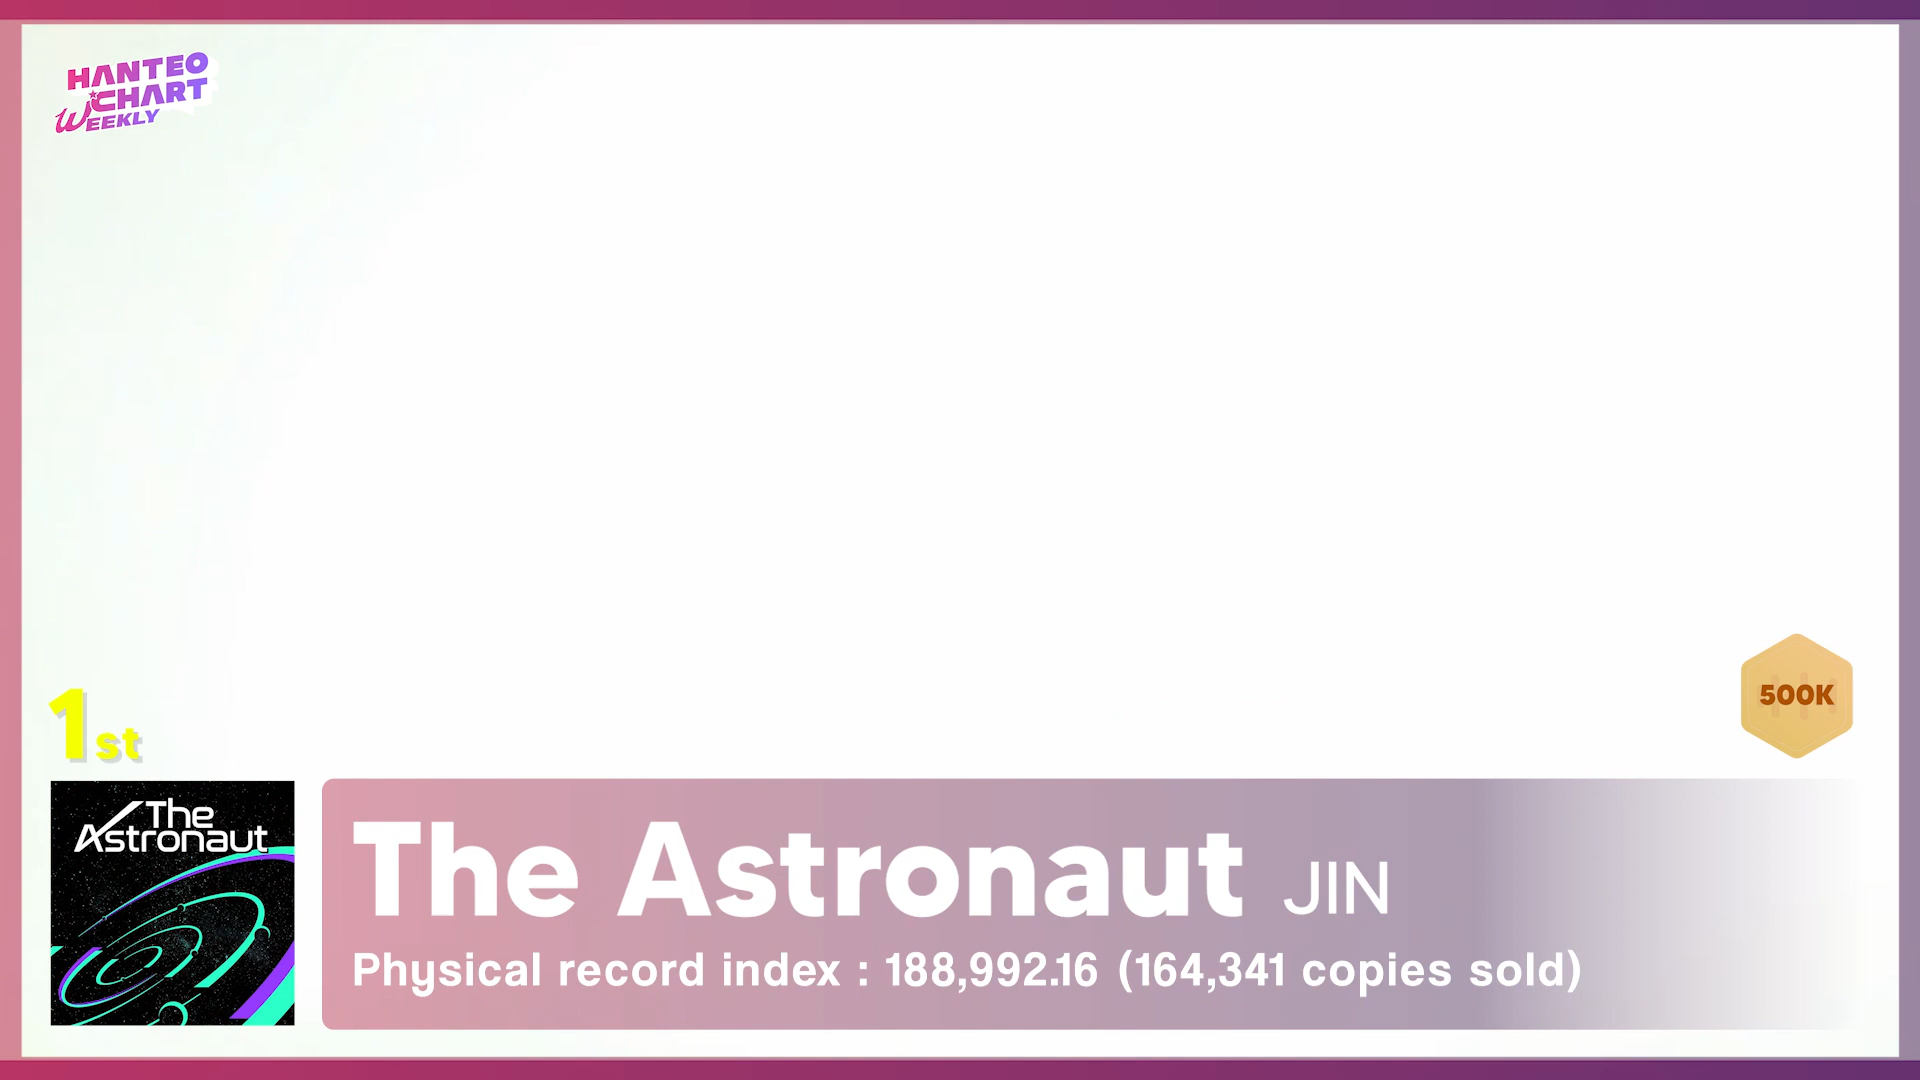 HANTEO
CHART
WEEKLY
500K
1st
The
Astronaut
The Astronaut JIN
Physical record index : 188,992.16 (164,341 copies sold)